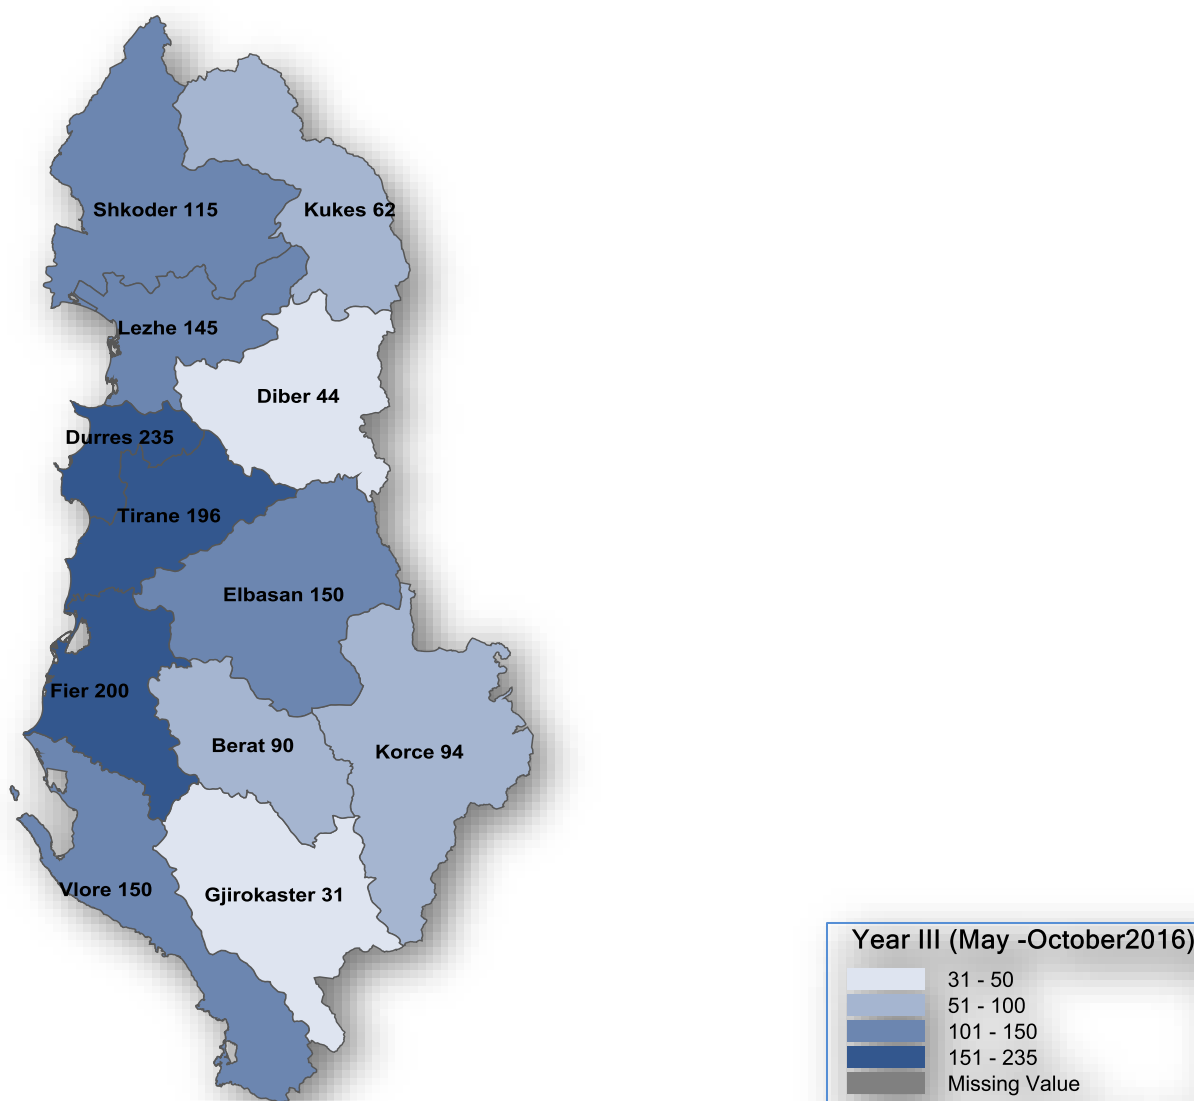 Shkoder 115
Kukes 62
Lezhe 145
Diber 44
Durres 235
Tirane 196
Elbasan 150
Fier 200
Berat 90
Korce 94
Vlore 150
Gjirokaster 31
Year III (May -October2016)
31 - 50
51 - 100
101 - 150
151 - 235
Missing Value